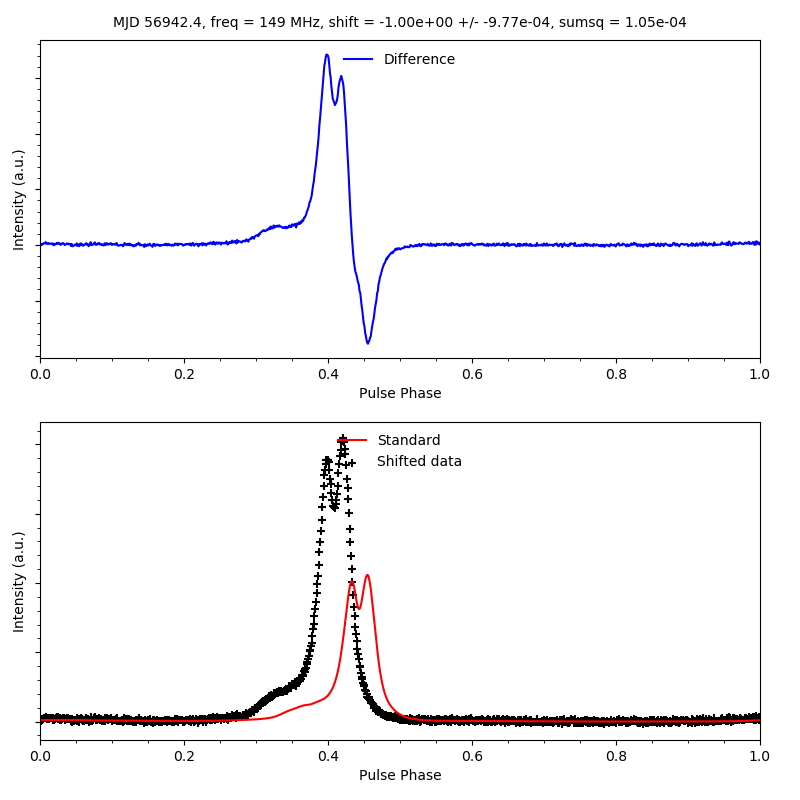 MJD 56942.4, freq = 149 MHz, shift = -1.00e+00 +/- -9.77e-04, sumsq = 1.05e-04
Difference
Intensity (a.u.)
0.0 0.2 0.4 0.6 0.8 1.0
Pulse Phase
Standard
Shifted data
Intensity (a.u.)
0.0 0.2 0.4 0.6 0.8 1.0
Pulse Phase